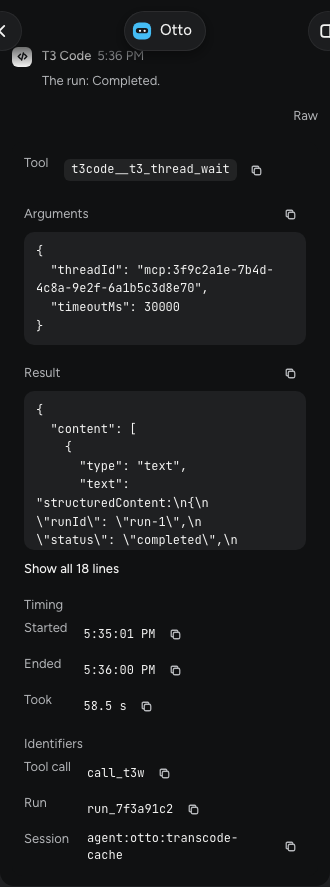 Otto
T3 Code 5:36 PM
The run: Completed.
Raw
Tool t3code__t3_thread_wait
Arguments
{
"threadId": "mcp:3f9c2a1e-7b4d-
4c8a-9e2f-6a1b5c3d8e70",
"timeoutMs": 30000
}
Result
{
"content": [
{
"type": "text",
"text":
"structuredContent:\n{\n
\"runId\": \"run-1\",\n
\"status\": \"completed\",\n
Show all 18 lines
Timing
Started 5:35:01 PM
Ended 5:36:00 PM
Took 58.5 s
Identifiers
Tool call call_t3w
Run run_7f3a91c2
Session agent:otto:transcode-
cache